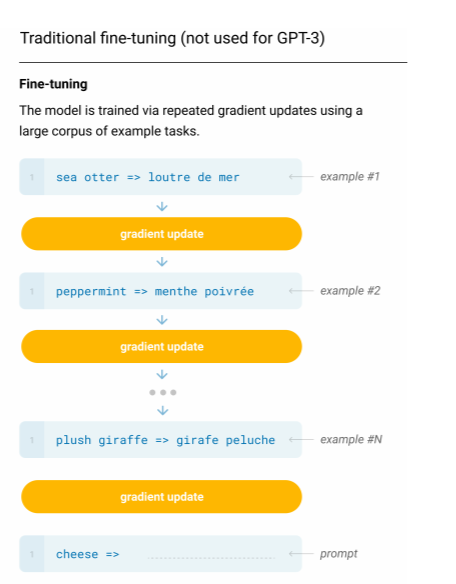 Traditional fine-tuning (not used for GPT-3)
Fine-tuning
The model is trained via repeated gradient updates using a
large corpus of example tasks.
1 sea otter => loutre de mer example #1
gradient update
1 peppermint => menthe poivrée example #2
gradient update
1 plush giraffe => girafe peluche example #N
gradient update
1 cheese => prompt